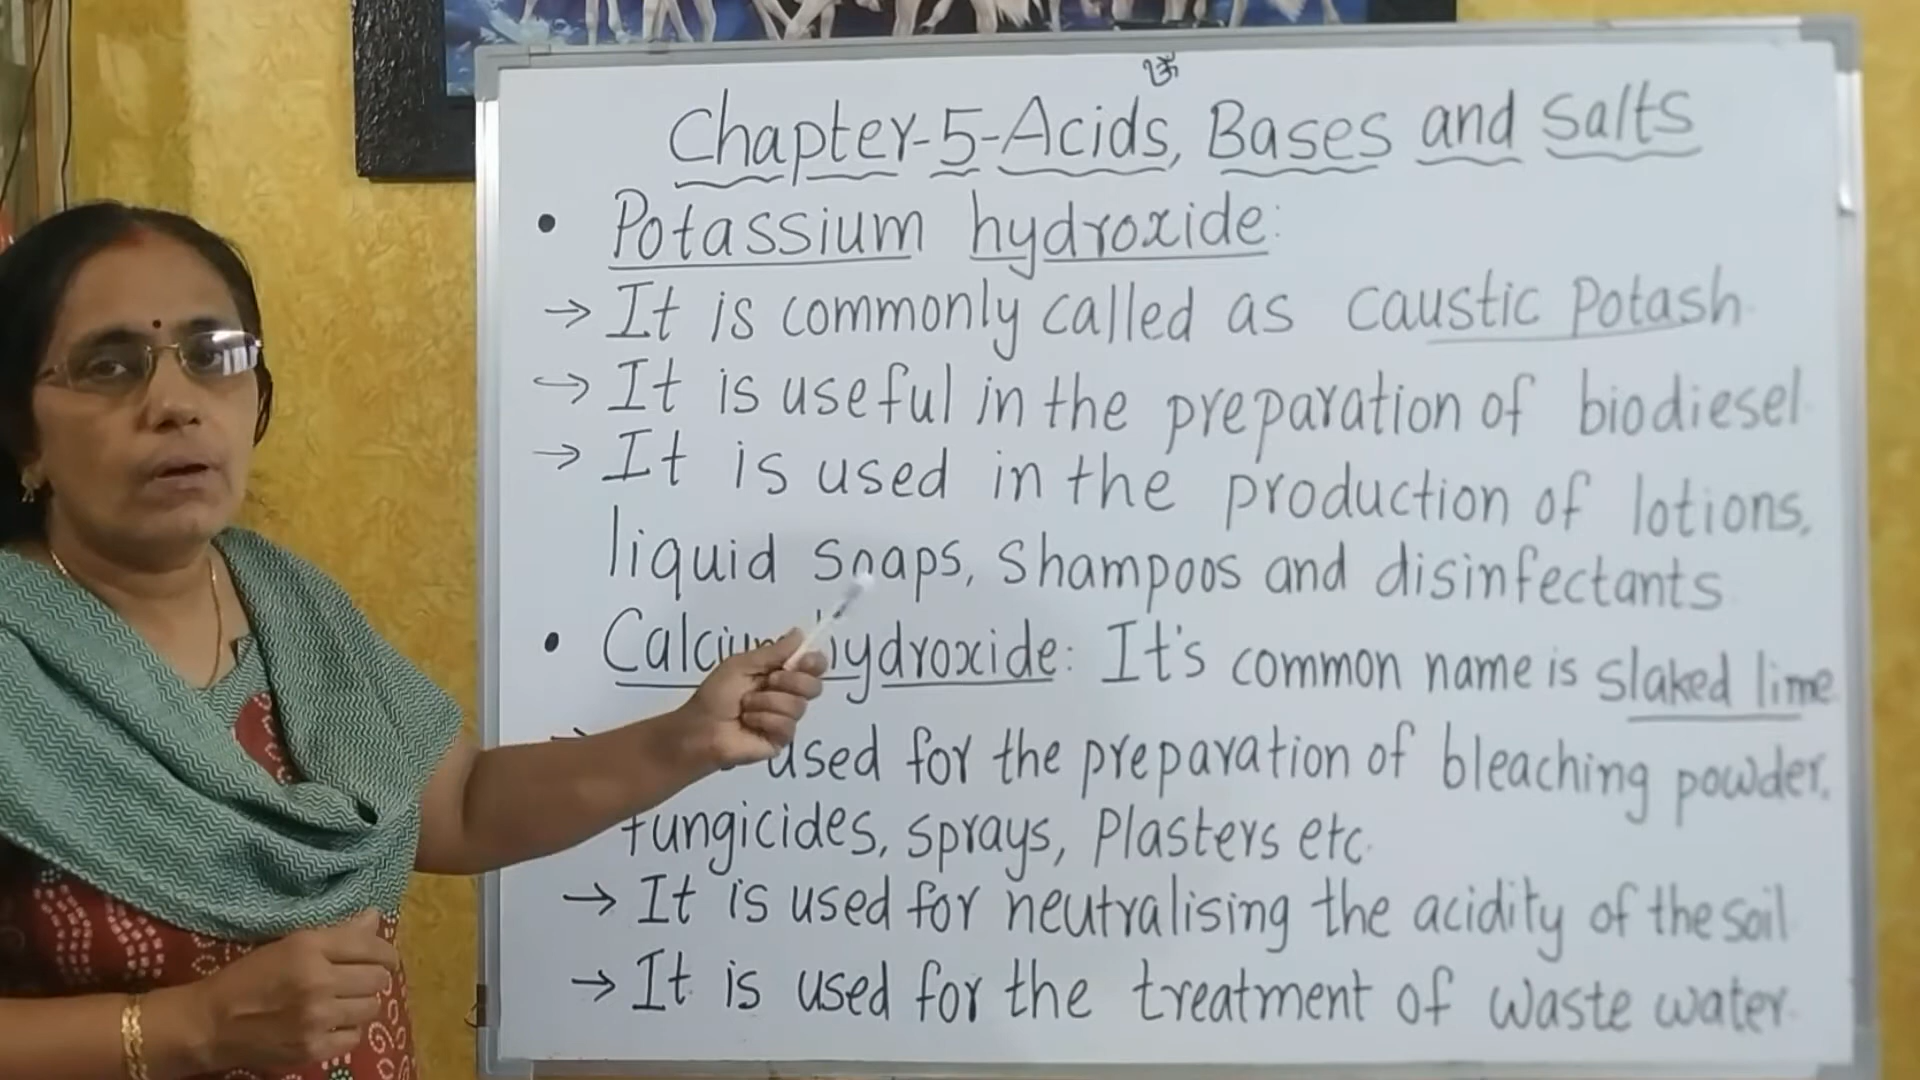 ॐ
Chapter-5-Acids, Bases and Salts
• Potassium hydroxide:
→ It is commonly called as Caustic Potash
→ It is useful in the preparation of biodiesel
→ It is used in the production of lotions,
liquid soaps, shampoos and disinfectants
• Calcium hydroxide: It's common name is Slaked lime
used for the preparation of bleaching powder,
fungicides, sprays, Plasters etc.
→ It is used for neutralising the acidity of the soil
→ It is used for the treatment of waste water.